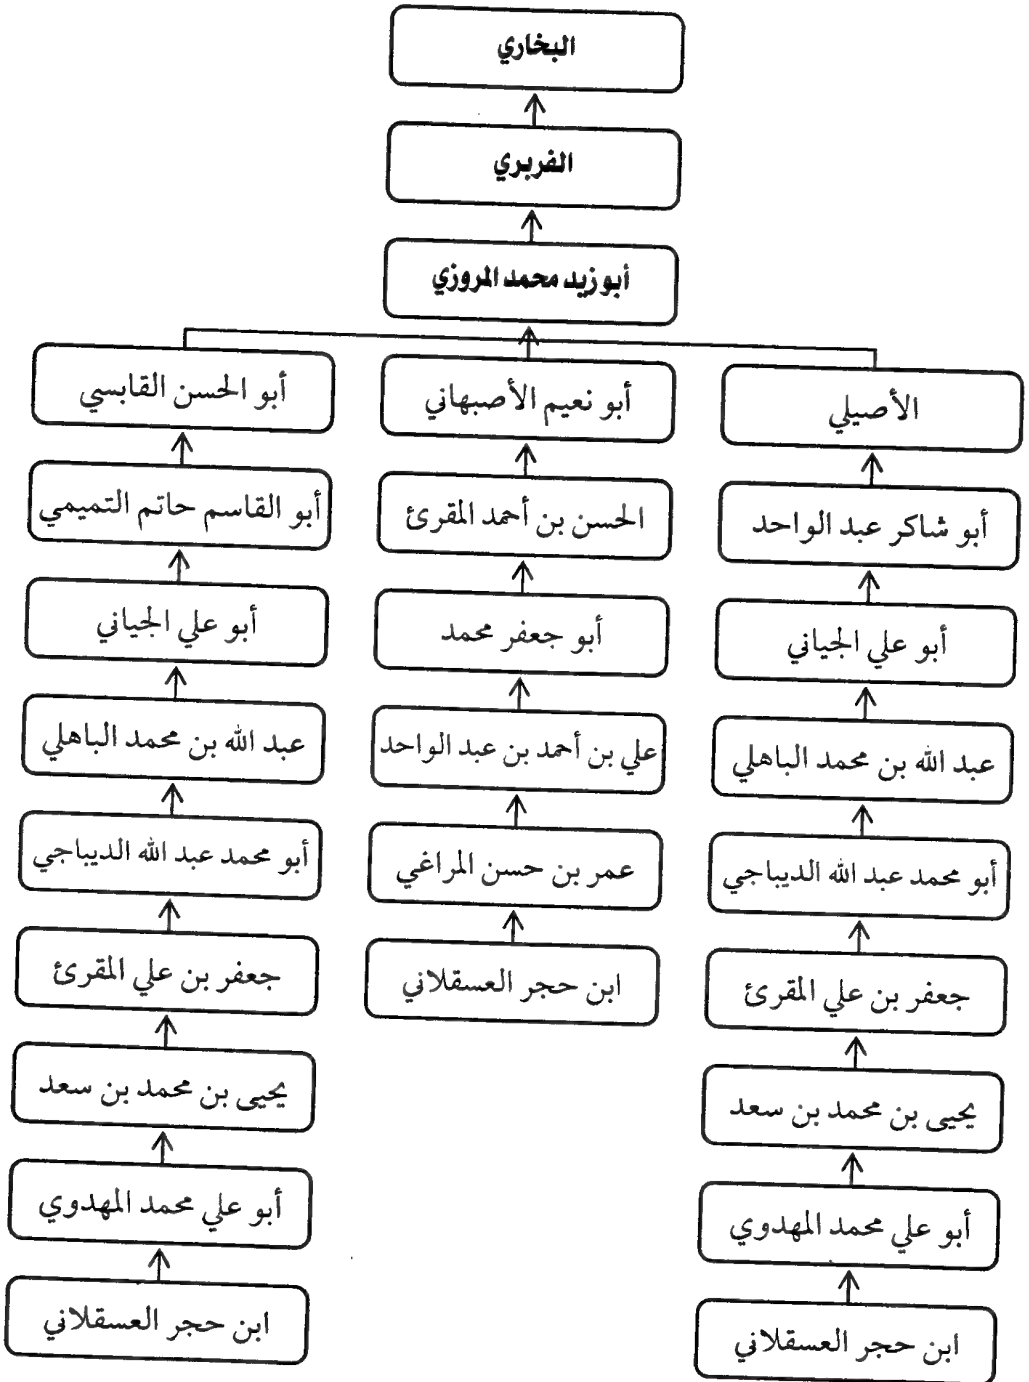 البخاري
الفربري
أبو زيد محمد المروزي
الأصيلي
أبو شاكر عبد الواحد
أبو علي الجياني
عبد الله بن محمد الباهلي
أبو محمد عبد الله الديباجي
جعفر بن علي المقرئ
يحيى بن محمد بن سعد
أبو علي محمد المهدوي
ابن حجر العسقلاني
أبو نعيم الأصبهاني
الحسن بن أحمد المقرئ
أبو جعفر محمد
علي بن أحمد بن عبد الواحد
عمر بن حسن المراغي
ابن حجر العسقلاني
أبو الحسن القابسي
أبو القاسم حاتم التميمي
أبو علي الجياني
عبد الله بن محمد الباهلي
أبو محمد عبد الله الديباجي
جعفر بن علي المقرئ
يحيى بن محمد بن سعد
أبو علي محمد المهدوي
ابن حجر العسقلاني